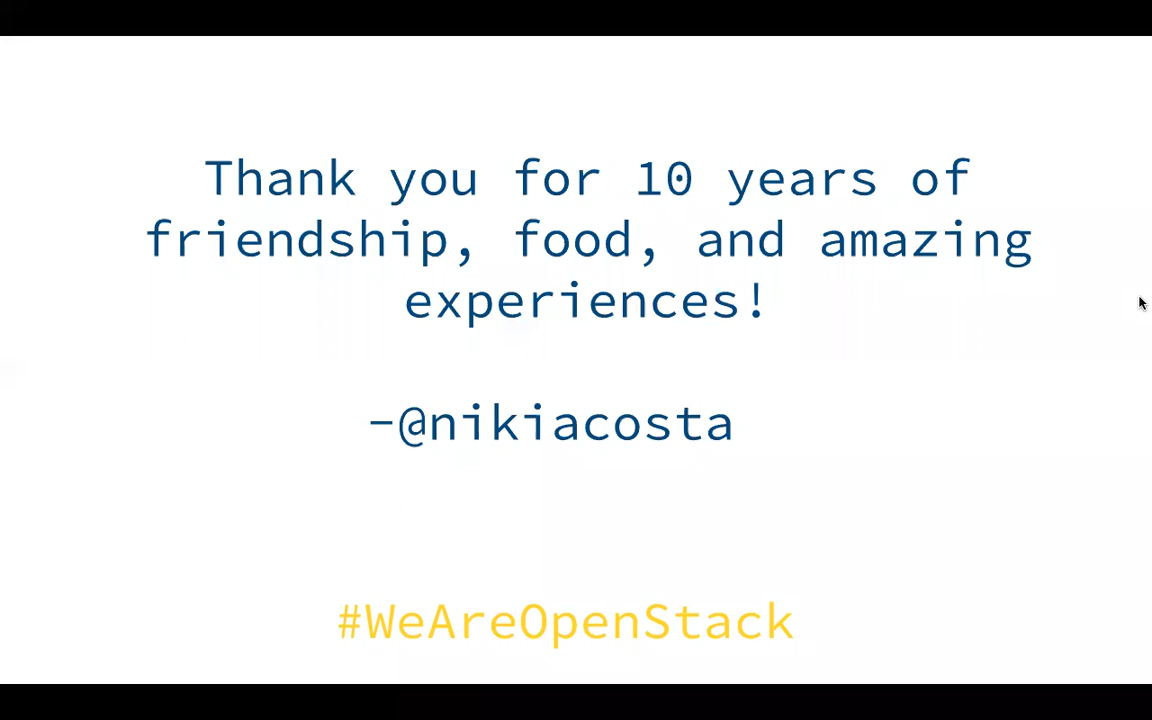 Thank you for 10 years of
friendship, food, and amazing
experiences!
-@nikiacosta
#WeAreOpenStack